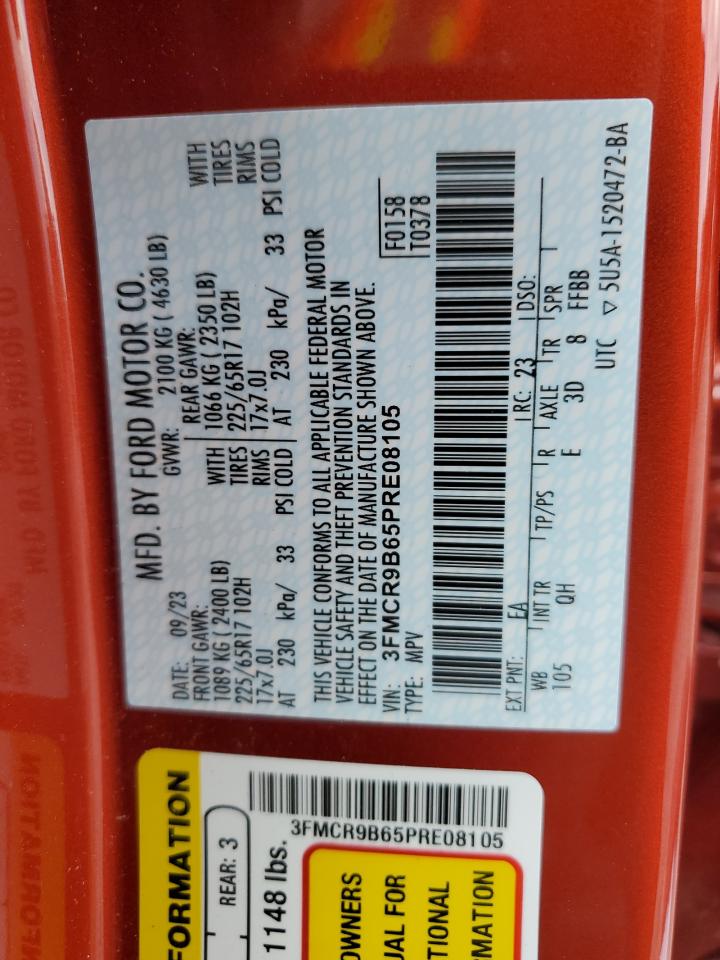 MFD. BY FORD MOTOR CO.
DATE: 09/23 GVWR: 2100 KG ( 4630 LB)
FRONT GAWR: REAR GAWR:
1089 KG ( 2400 LB) WITH 1066 KG ( 2350 LB) WITH
225/65R17 102H TIRES 225/65R17 102H TIRES
17x7.0J RIMS 17x7.0J RIMS
AT 230 kPa/ 33 PSI COLD AT 230 kPa/ 33 PSI COLD
THIS VEHICLE CONFORMS TO ALL APPLICABLE FEDERAL MOTOR
VEHICLE SAFETY AND THEFT PREVENTION STANDARDS IN
EFFECT ON THE DATE OF MANUFACTURE SHOWN ABOVE.
VIN: 3FMCR9B65PRE08105 F0158
TYPE: MPV T0378
EXT PNT: EA RC: 23 DSO:
WB INT TR TP/PS R AXLE TR SPR
105 QH E 3D 8 FFBB
UTC ▽ 5U5A-1520472-BA
FORMATION
REAR: 3
1148 lbs.
3FMCR9B65PRE08105
OWNERS
UAL FOR
TIONAL
MATION